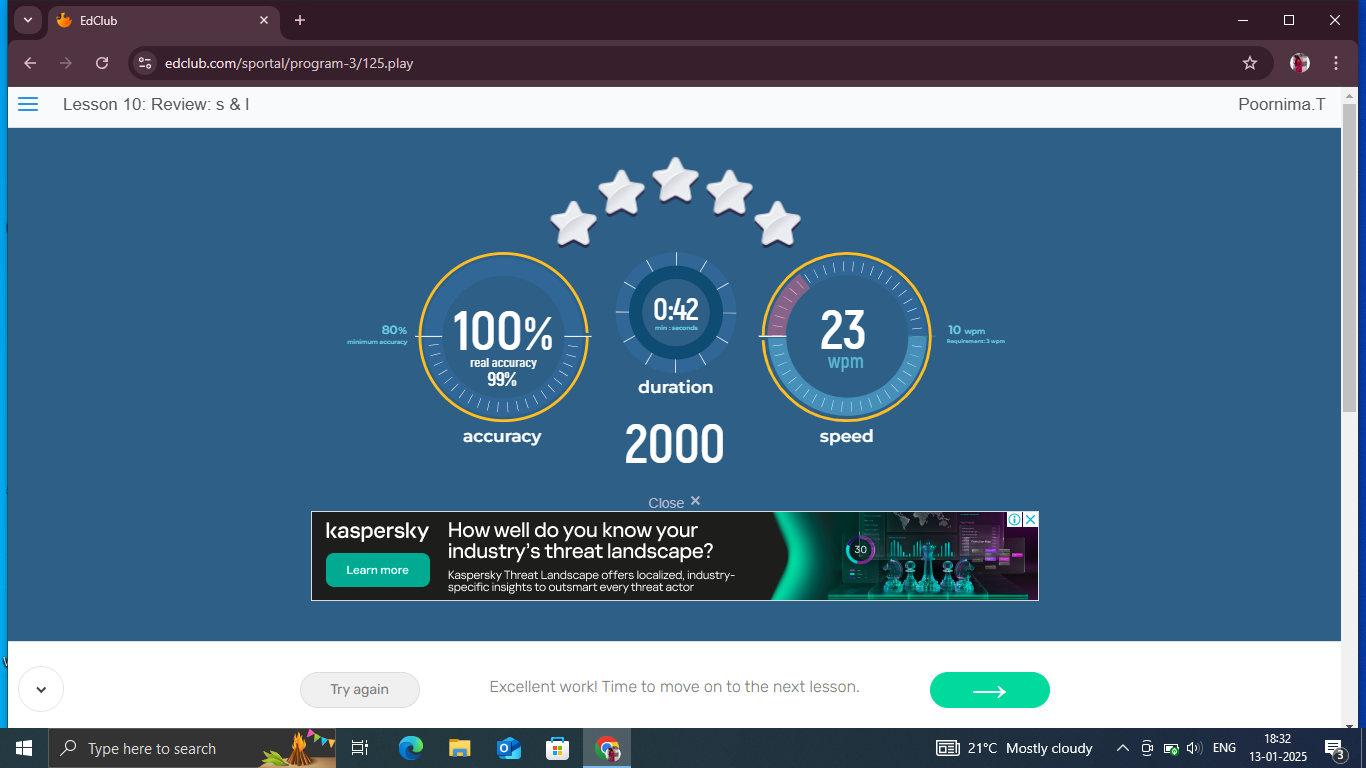 EdClub
edclub.com/sportal/program-3/125.play
Lesson 10: Review: s & l
Poornima.T
80%
minimum accuracy
100%
real accuracy
99%
accuracy
0:42
min : seconds
duration
2000
23
wpm
speed
10 wpm
Requirement: 3 wpm
Close ×
kaspersky
Learn more
How well do you know your
industry's threat landscape?
Kaspersky Threat Landscape offers localized, industry-
specific insights to outsmart every threat actor
30
Try again
Excellent work! Time to move on to the next lesson.
Type here to search
21°C Mostly cloudy
ENG
18:32
13-01-2025
3